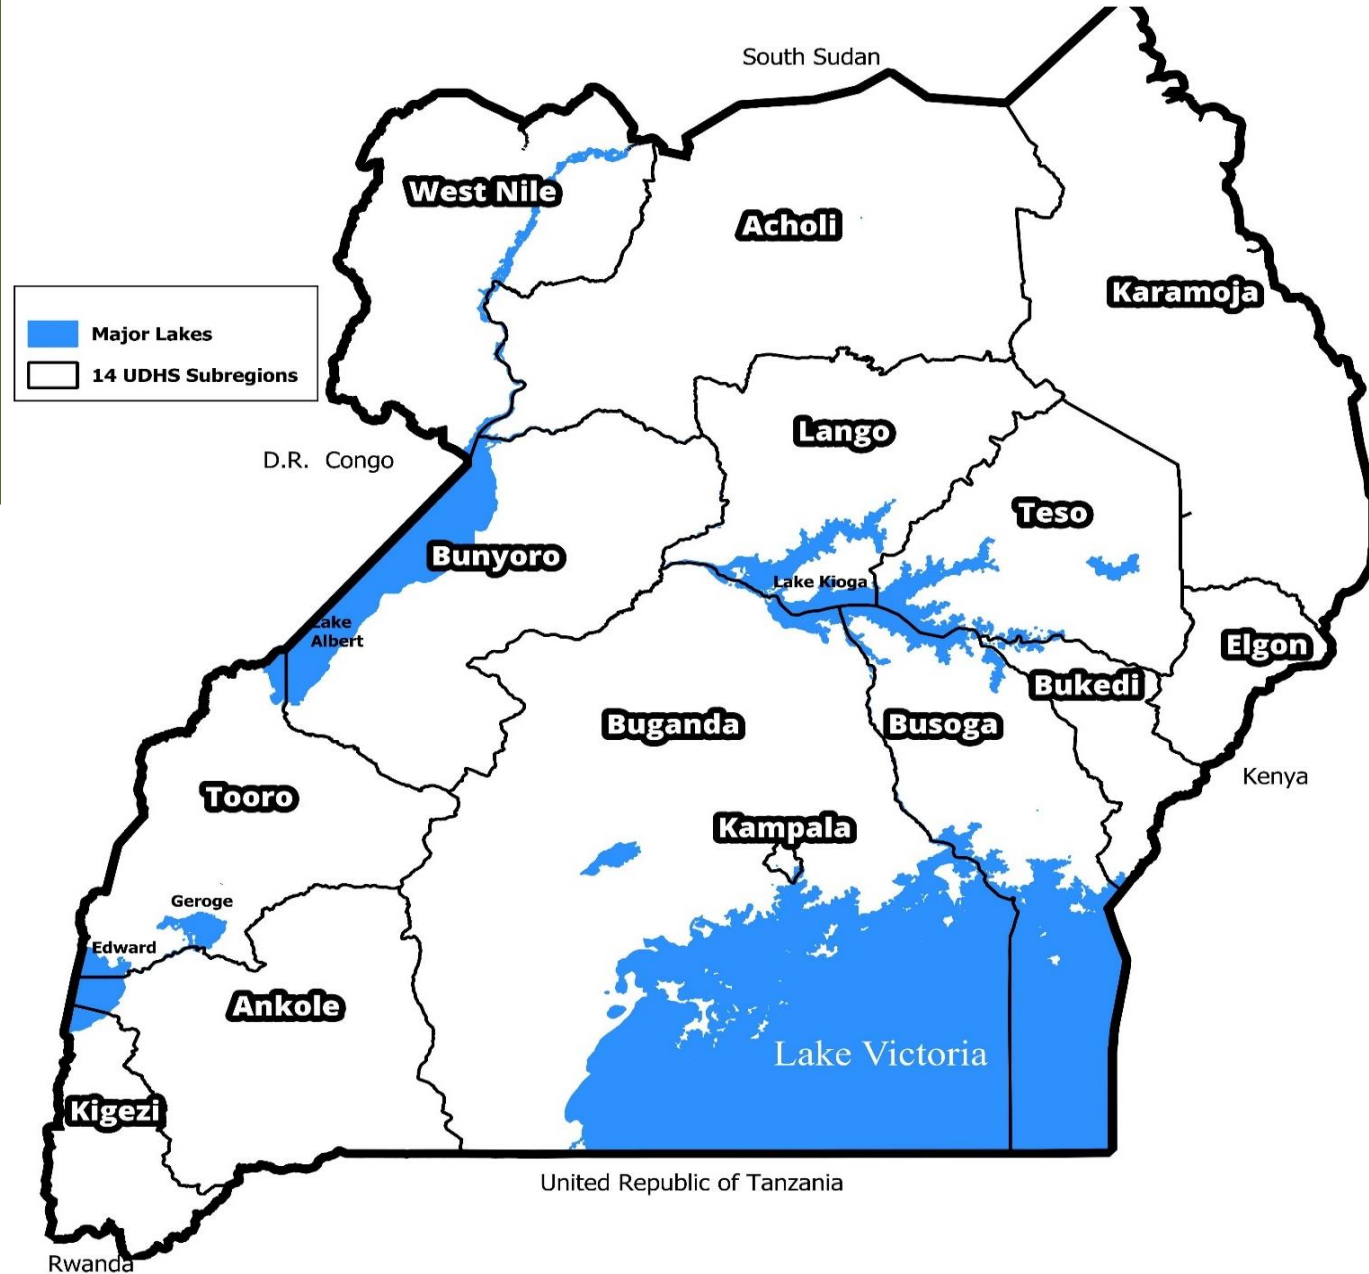 South Sudan
West Nile
Acholi
Karamoja
Major Lakes
14 UDHS Subregions
Lango
D.R. Congo
Teso
Bunyoro
Lake Kioga
Lake
Albert
Elgon
Bukedi
Buganda
Busoga
Kenya
Tooro
Kampala
Geroge
Edward
Ankole
Lake Victoria
Kigezi
United Republic of Tanzania
Rwanda